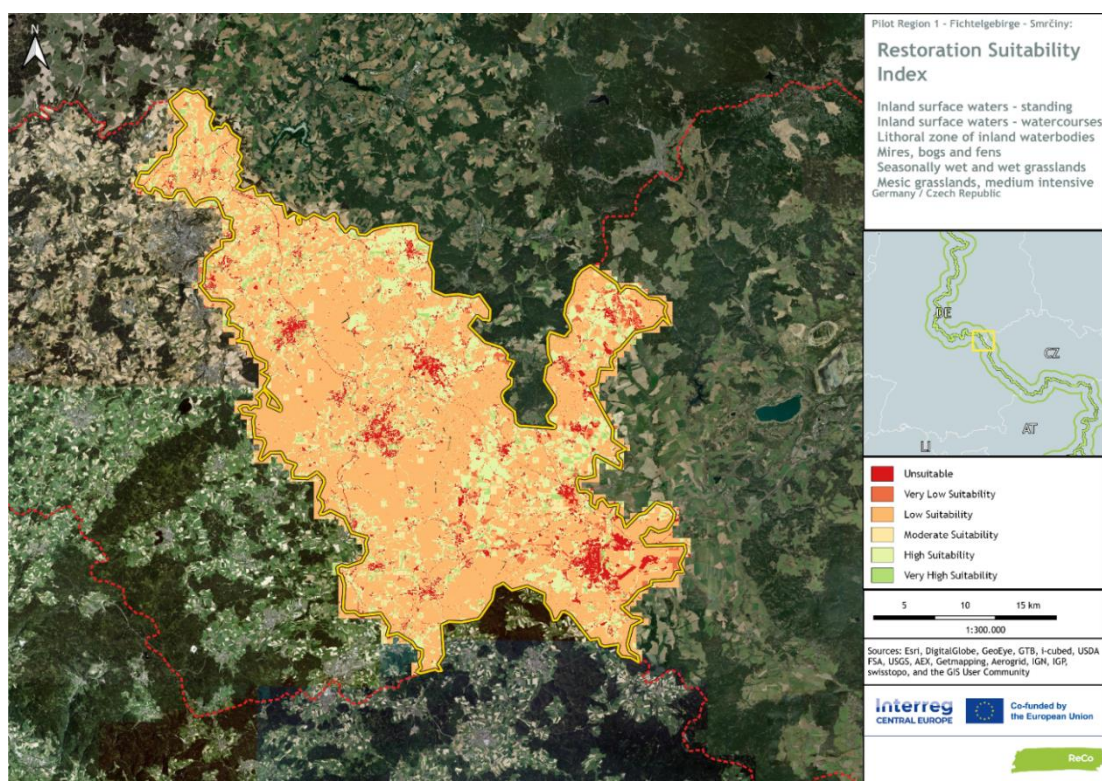 N
Pilot Region 1 - Fichtelgebirge - Smrčiny:
Restoration Suitability
Index
Inland surface waters - standing
Inland surface waters - watercourses
Lithoral zone of inland waterbodies
Mires, bogs and fens
Seasonally wet and wet grasslands
Mesic grasslands, medium intensive
Germany / Czech Republic
DE
CZ
AT
LI
Unsuitable
Very Low Suitability
Low Suitability
Moderate Suitability
High Suitability
Very High Suitability
5 10 15 km
1:300.000
Sources: Esri, DigitalGlobe, GeoEye, GTB, i-cubed, USDA
FSA, USGS, AEX, Getmapping, Aerogrid, IGN, IGP,
swisstopo, and the GIS User Community
Interreg
CENTRAL EUROPE
Co-funded by
the European Union
ReCo